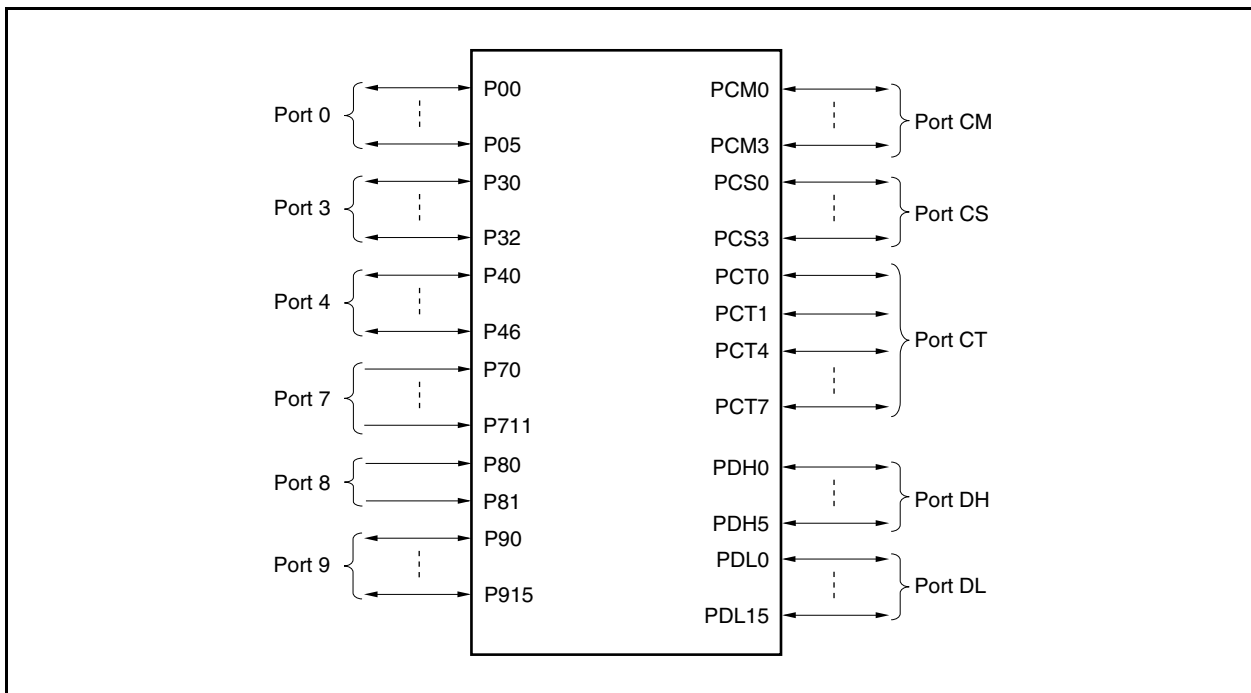 Port 0
P00
P05
Port 3
P30
P32
Port 4
P40
P46
Port 7
P70
P711
Port 8
P80
P81
Port 9
P90
P915
PCM0
PCM3
Port CM
PCS0
PCS3
Port CS
PCT0
PCT1
PCT4
PCT7
Port CT
PDH0
PDH5
Port DH
PDL0
PDL15
Port DL